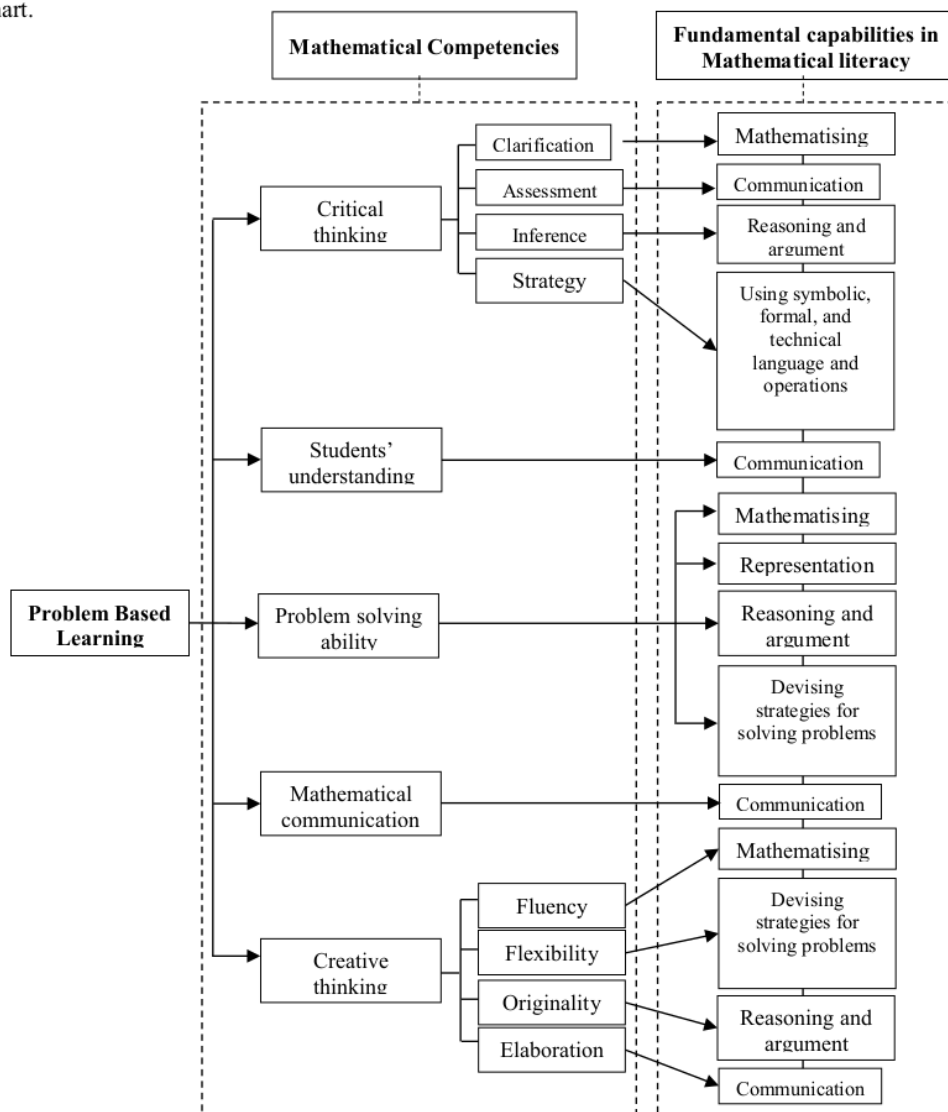 nart.
Mathematical Competencies
Fundamental capabilities in
Mathematical literacy
Clarification
Mathematising
Assessment
Communication
Critical
thinking
Inference
Reasoning and
argument
Strategy
Using symbolic,
formal, and
technical
language and
operations
Students’
understanding
Communication
Mathematising
Representation
Problem Based
Learning
Problem solving
ability
Reasoning and
argument
Devising
strategies for
solving problems
Mathematical
communication
Communication
Mathematising
Fluency
Devising
strategies for
solving problems
Flexibility
Creative
thinking
Originality
Reasoning and
argument
Elaboration
Communication